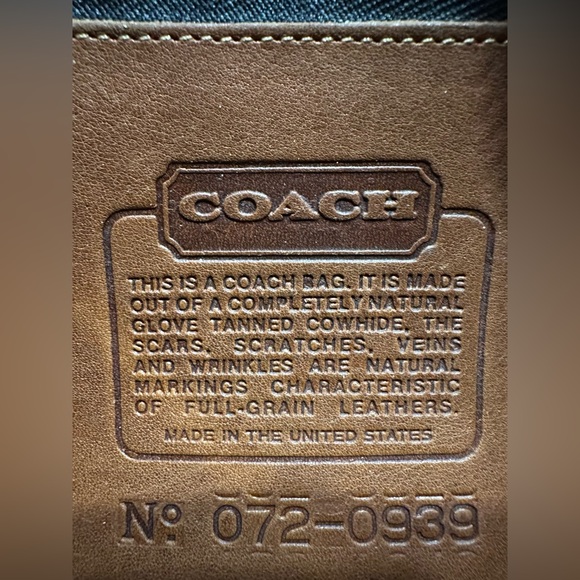 COACH
THIS IS A COACH BAG. IT IS MADE
OUT OF A COMPLETELY NATURAL
GLOVE TANNED COWHIDE, THE
SCARS, SCRATCHES, VEINS
AND WRINKLES ARE NATURAL
MARKINGS CHARACTERISTIC
OF FULL-GRAIN LEATHERS.
MADE IN THE UNITED STATES
Nº 072-0939